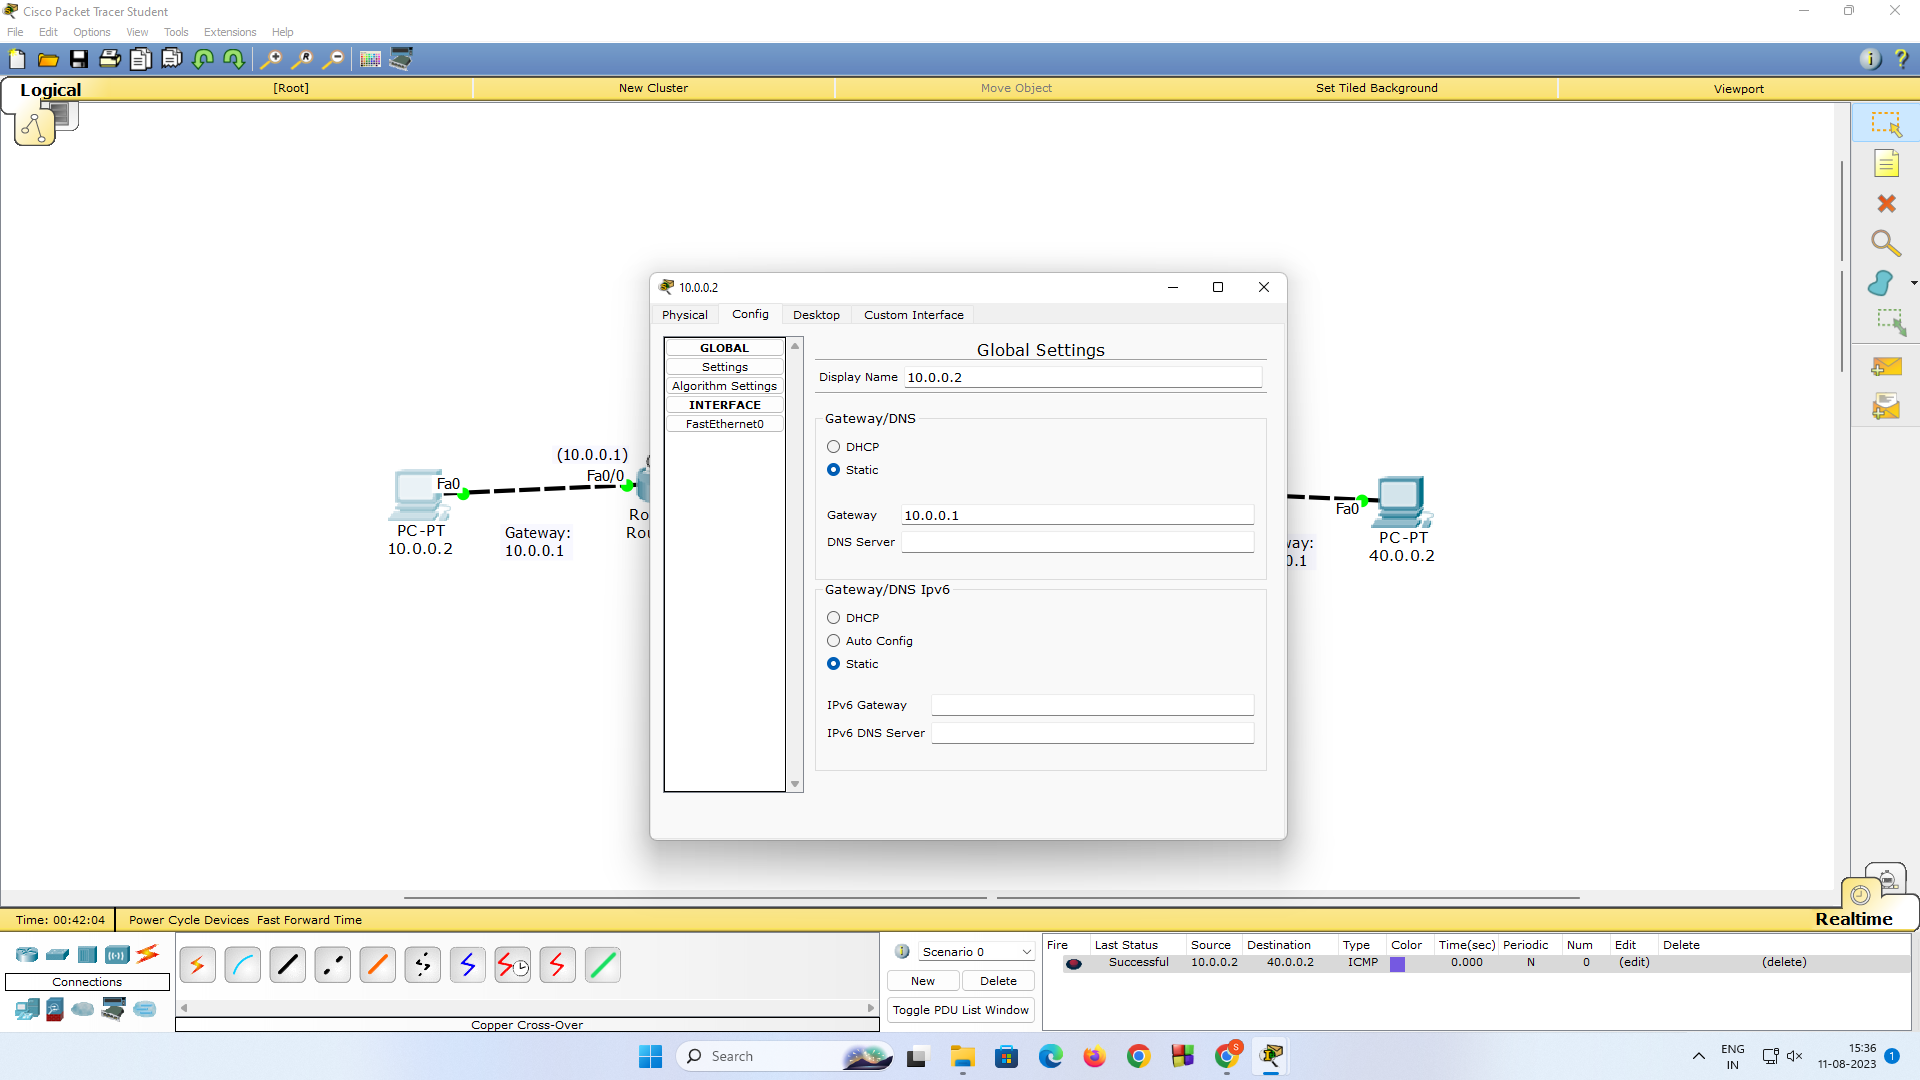 Cisco Packet Tracer Student
File Edit Options View Tools Extensions Help
Logical [Root] New Cluster Move Object Set Tiled Background Viewport
10.0.0.2
Physical Config Desktop Custom Interface
GLOBAL
Settings
Algorithm Settings
INTERFACE
FastEthernet0
Global Settings
Display Name 10.0.0.2
Gateway/DNS
DHCP
Static
Gateway 10.0.0.1
DNS Server
Gateway/DNS Ipv6
DHCP
Auto Config
Static
IPv6 Gateway
IPv6 DNS Server
(10.0.0.1)
Fa0 Fa0/0
PC-PT
10.0.0.2
Gateway:
10.0.0.1
Ro
Rou
way:
0.1
Fa0
PC-PT
40.0.0.2
Time: 00:42:04 Power Cycle Devices Fast Forward Time
Realtime
Connections
Copper Cross-Over
Scenario 0
New Delete
Toggle PDU List Window
Fire Last Status Source Destination Type Color Time(sec) Periodic Num Edit Delete
Successful 10.0.0.2 40.0.0.2 ICMP 0.000 N 0 (edit) (delete)
Search
S
ENG
IN
15:36
11-08-2023
1